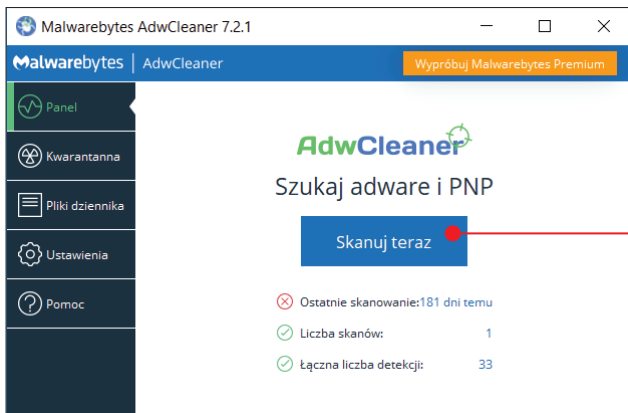 Malwarebytes AdwCleaner 7.2.1
Malwarebytes | AdwCleaner
Wypróbuj Malwarebytes Premium
Panel
Kwarantanna
Pliki dziennika
Ustawienia
Pomoc
AdwCleaner
Szukaj adware i PNP
Skanuj teraz
Ostatnie skanowanie:181 dni temu
Liczba skanów: 1
Łączna liczba detekcji: 33